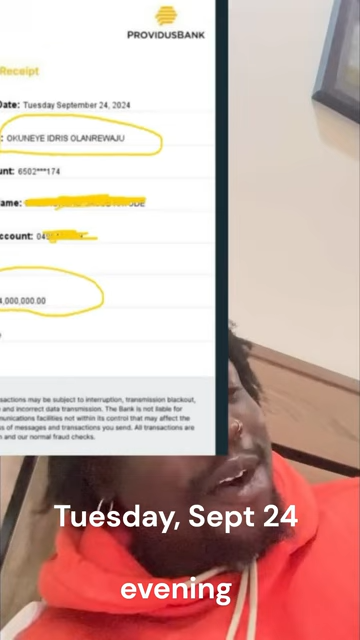 PROVIDUSBANK
Receipt
Date: Tuesday September 24, 2024
: OKUNEYE IDRIS OLANREWAJU
unt: 6502***174
ame:
ccount:
4,000,000.00
sactions may be subject to interruption, transmission blackout,
and incorrect data transmission. The Bank is not liable for
munications facilities not within its control that may affect the
s of messages and transactions you send. All transactions are
and our normal fraud checks.
Tuesday, Sept 24
evening